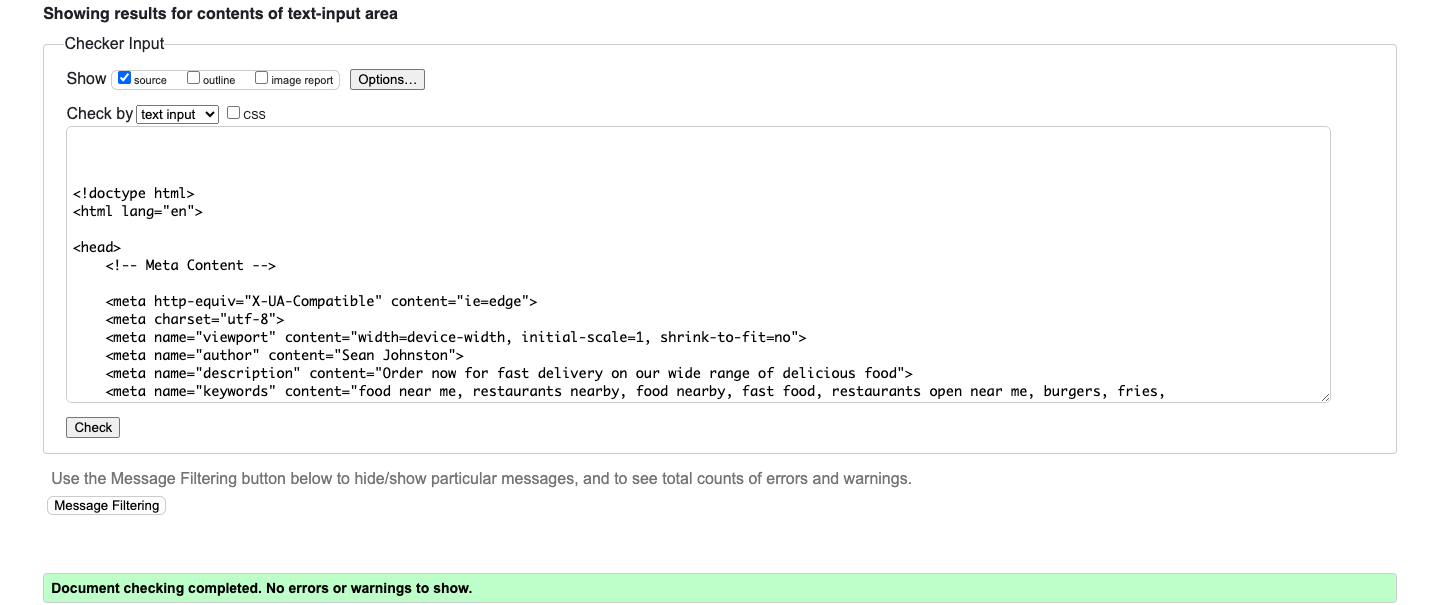 Showing results for contents of text-input area
Checker Input
Show source outline image report Options...
Check by text input CSS
<!doctype html>
<html lang="en">
<head>
<!-- Meta Content -->
<meta http-equiv="X-UA-Compatible" content="ie=edge">
<meta charset="utf-8">
<meta name="viewport" content="width=device-width, initial-scale=1, shrink-to-fit=no">
<meta name="author" content="Sean Johnston">
<meta name="description" content="Order now for fast delivery on our wide range of delicious food">
<meta name="keywords" content="food near me, restaurants nearby, food nearby, fast food, restaurants open near me, burgers, fries,
Check
Use the Message Filtering button below to hide/show particular messages, and to see total counts of errors and warnings.
Message Filtering
Document checking completed. No errors or warnings to show.